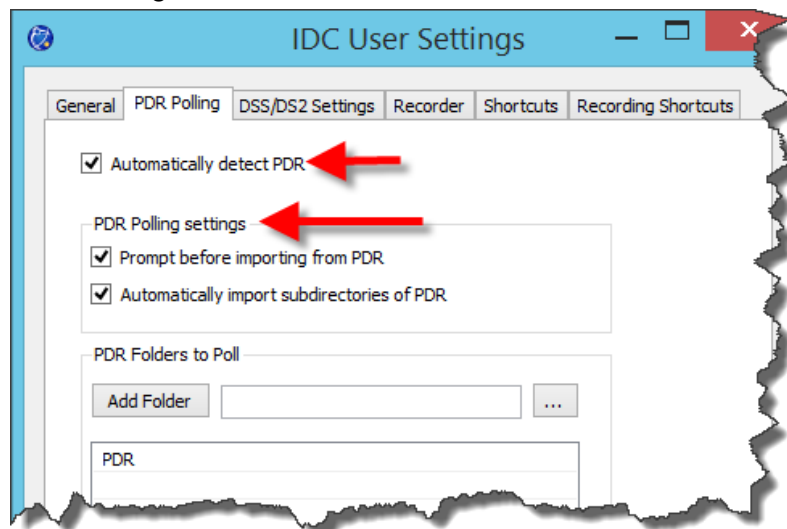 IDC User Settings
General PDR Polling DSS/DS2 Settings Recorder Shortcuts Recording Shortcuts
Automatically detect PDR
PDR Polling settings
Prompt before importing from PDR
Automatically import subdirectories of PDR
PDR Folders to Poll
Add Folder ...
PDR